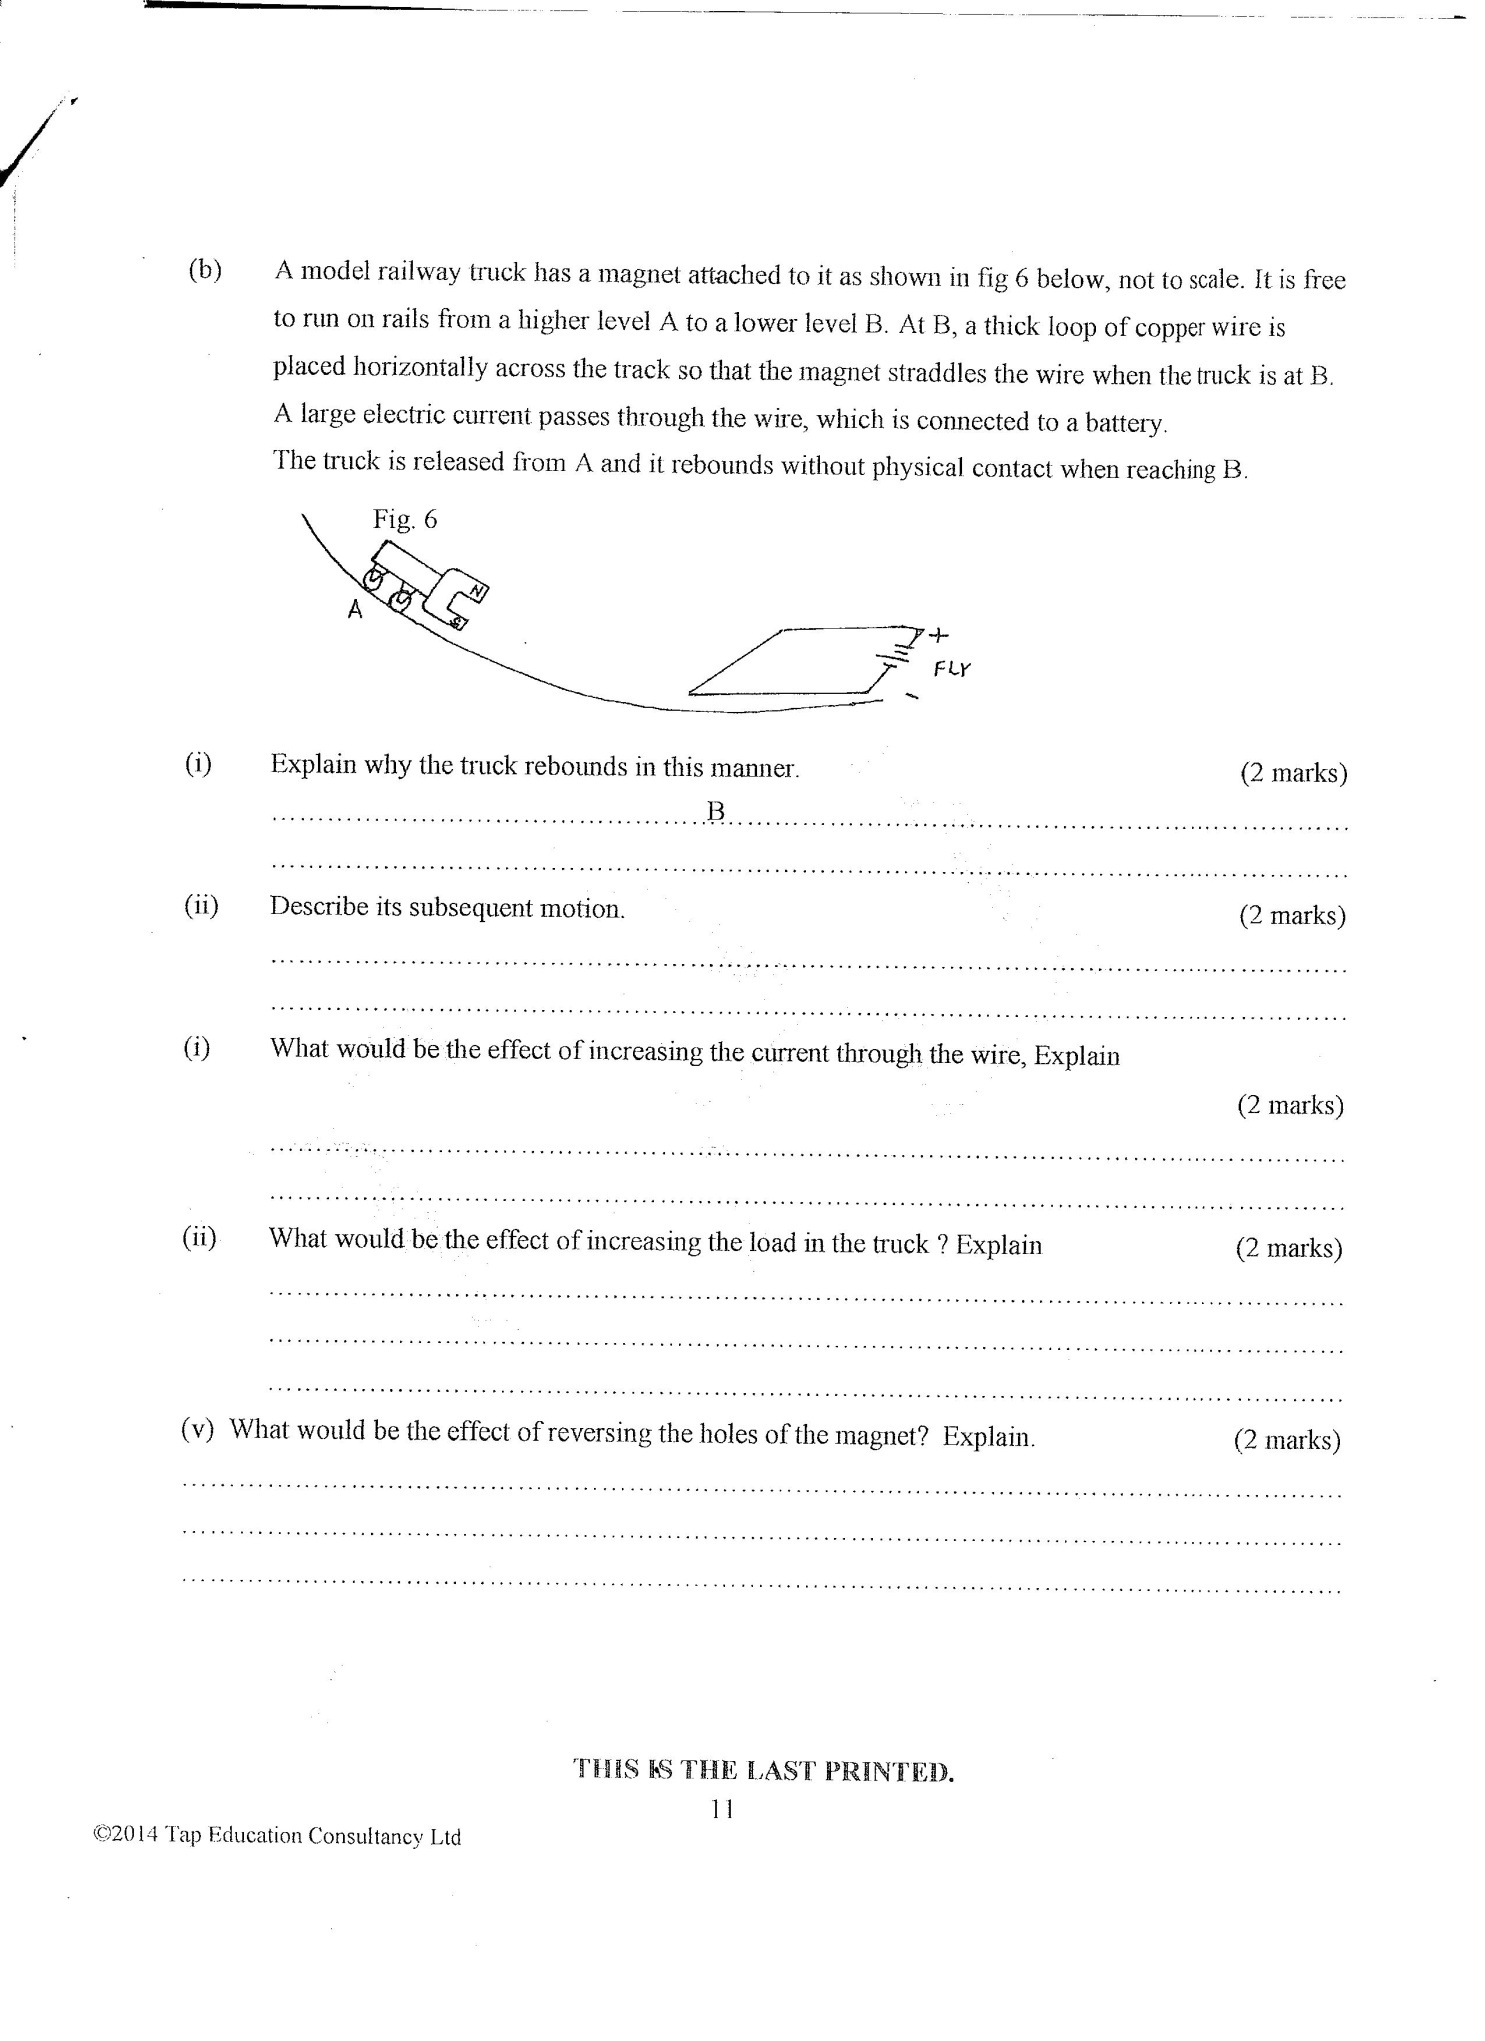 (b) A model railway truck has a magnet attached to it as shown in fig 6 below, not to scale. It is free
to run on rails from a higher level A to a lower level B. At B, a thick loop of copper wire is
placed horizontally across the track so that the magnet straddles the wire when the truck is at B.
A large electric current passes through the wire, which is connected to a battery.
The truck is released from A and it rebounds without physical contact when reaching B.
Fig. 6
N
S
A
+
FLY
-
(i) Explain why the truck rebounds in this manner. (2 marks)
B
(ii) Describe its subsequent motion. (2 marks)
(i) What would be the effect of increasing the current through the wire, Explain
(2 marks)
(ii) What would be the effect of increasing the load in the truck ? Explain (2 marks)
(v) What would be the effect of reversing the holes of the magnet? Explain. (2 marks)
THIS IS THE LAST PRINTED.
11
©2014 Tap Education Consultancy Ltd